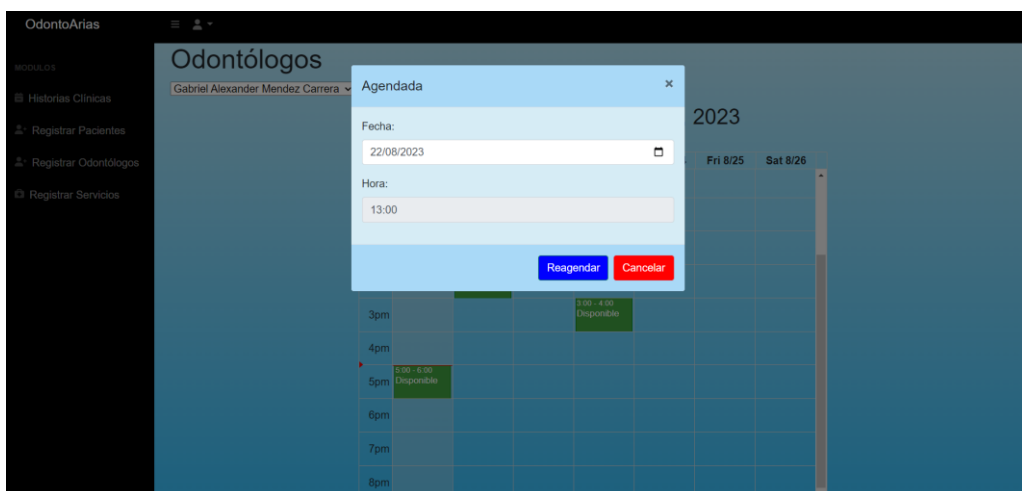 OdontoArias
MODULOS
Historias Clínicas
Registrar Pacientes
Registrar Odontólogos
Registrar Servicios
Odontólogos
Gabriel Alexander Mendez Carrera
Agendada ×
Fecha:
22/08/2023
Hora:
13:00
Reagendar Cancelar
2023
Fri 8/25 Sat 8/26
3pm
3:00 - 4:00
Disponible
4pm
5pm
5:00 - 6:00
Disponible
6pm
7pm
8pm